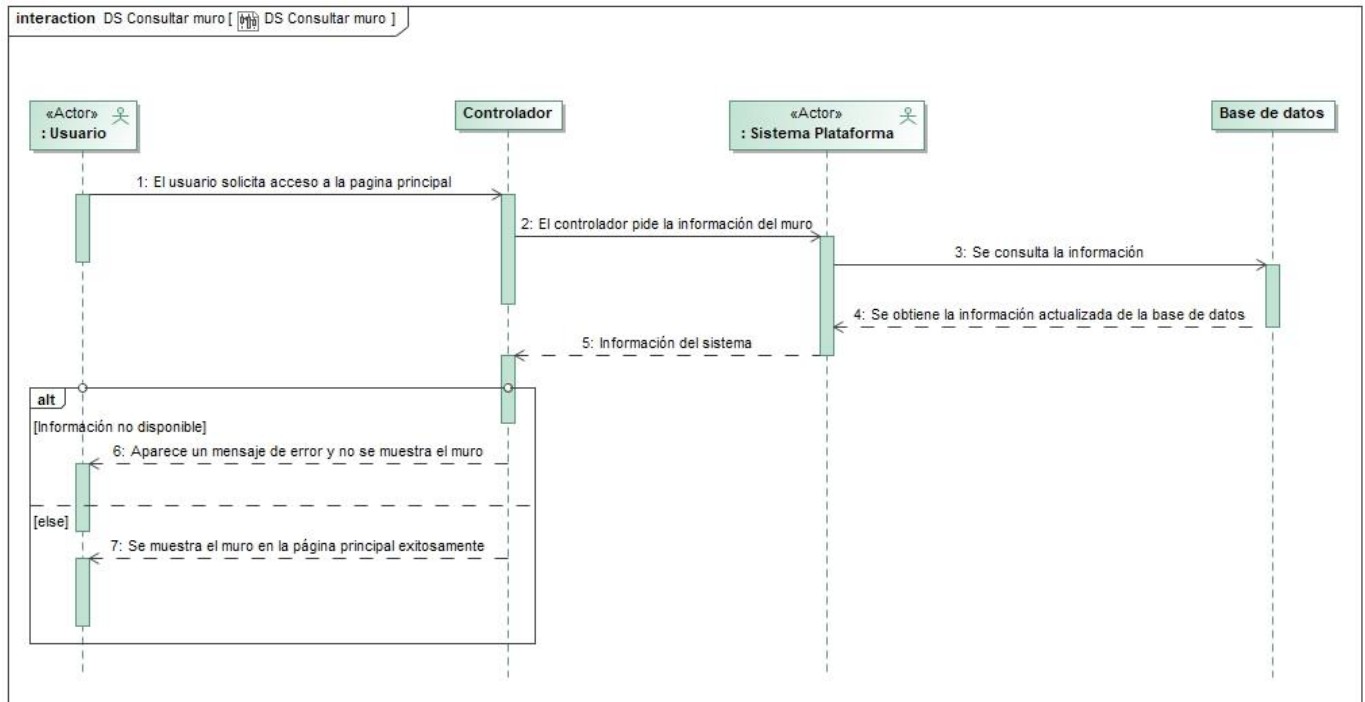 interaction DS Consultar muro [ DS Consultar muro ]
«Actor»
: Usuario
Controlador
«Actor»
: Sistema Plataforma
Base de datos
1: El usuario solicita acceso a la pagina principal
2: El controlador pide la información del muro
3: Se consulta la información
4: Se obtiene la información actualizada de la base de datos
5: Información del sistema
alt
[Información no disponible]
6: Aparece un mensaje de error y no se muestra el muro
[else]
7: Se muestra el muro en la página principal exitosamente